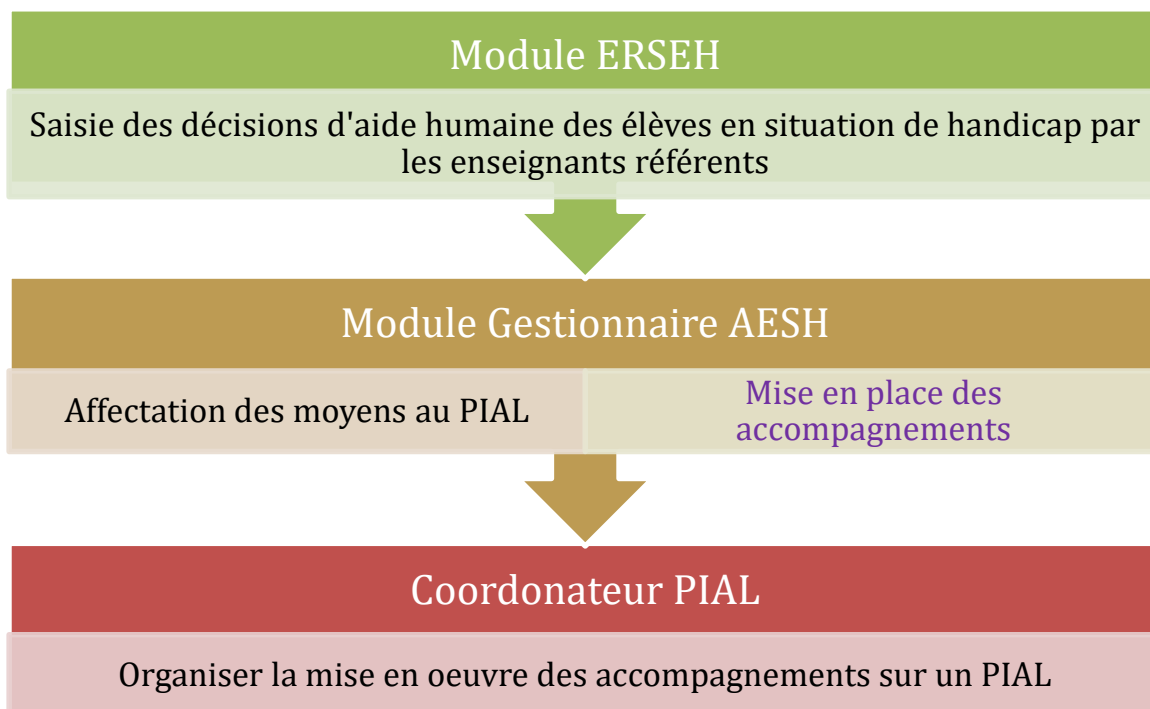 Module ERSEH
Saisie des décisions d'aide humaine des élèves en situation de handicap par
les enseignants référents
Module Gestionnaire AESH
Affectation des moyens au PIAL
Mise en place des
accompagnements
Coordonateur PIAL
Organiser la mise en oeuvre des accompagnements sur un PIAL